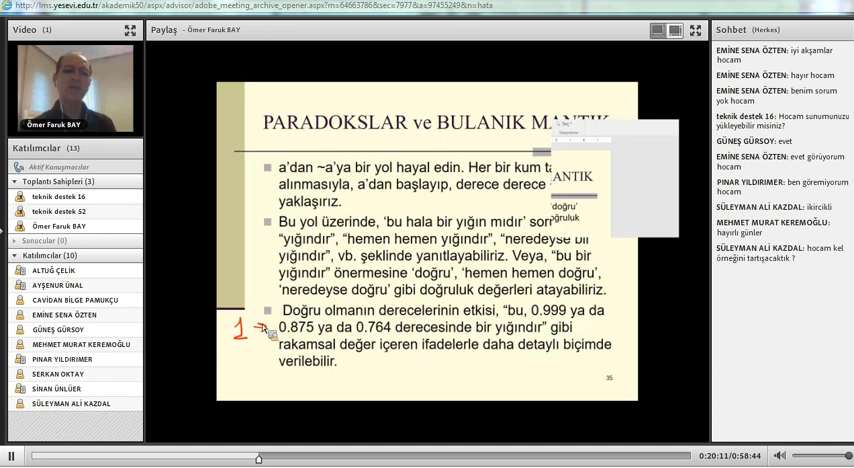 http://lms.yesevi.edu.tr/akademik50/aspx/advisor/adobe_meeting_archive_opener.aspx?m=64663786&sec=7977&a=97455249&n=hata
Video (1)
Ömer Faruk BAY
Katılımcılar (13)
Aktif Konuşmacılar
Toplantı Sahipleri (3)
teknik destek 16
teknik destek 52
Ömer Faruk BAY
Sunucular (0)
Katılımcılar (10)
ALTUĞ ÇELİK
AYŞENUR ÜNAL
CAVİDAN BİLGE PAMUKÇU
EMİNE SENA ÖZTEN
GÜNEŞ GÜRSOY
MEHMET MURAT KEREMOĞLU
PINAR YILDIRIMER
SERKAN OKTAY
SİNAN ÜNLÜER
SÜLEYMAN ALİ KAZDAL
Paylaş - Ömer Faruk BAY
PARADOKSLAR ve BULANIK MANTIK
a’dan ~a’ya bir yol hayal edin. Her bir kum
alınmasıyla, a’dan başlayıp, derece derece
yaklaşırız.
Bu yol üzerinde, ‘bu hala bir yığın mıdır’
“yığındır”, “hemen hemen yığındır”, “neredeyse bir
yığındır”, vb. şeklinde yanıtlayabiliriz. Veya, “bu bir
yığındır” önermesine ‘doğru’, ‘hemen hemen doğru’,
‘neredeyse doğru’ gibi doğruluk değerleri atayabiliriz.
Doğru olmanın derecelerinin etkisi, “bu, 0.999 ya da
0.875 ya da 0.764 derecesinde bir yığındır” gibi
rakamsal değer içeren ifadelerle daha detaylı biçimde
verilebilir.
1
35
ANTIK
‘doğru’
ğruluk
Sohbet (Herkes)
EMİNE SENA ÖZTEN: iyi akşamlar
hocam
EMİNE SENA ÖZTEN: hayır hocam
EMİNE SENA ÖZTEN: benim sorum
yok hocam
teknik destek 16: Hocam sunumunuzu
yükleyebilir misiniz?
GÜNEŞ GÜRSOY: evet
EMİNE SENA ÖZTEN: evet görüyorum
hocam
PINAR YILDIRIMER: ben göremiyorum
hocam
SÜLEYMAN ALİ KAZDAL: ikircikli
MEHMET MURAT KEREMOĞLU:
hayırlı günler
SÜLEYMAN ALİ KAZDAL: hocam kel
örneğini tartışacaktık ?
0:20:11/0:58:44